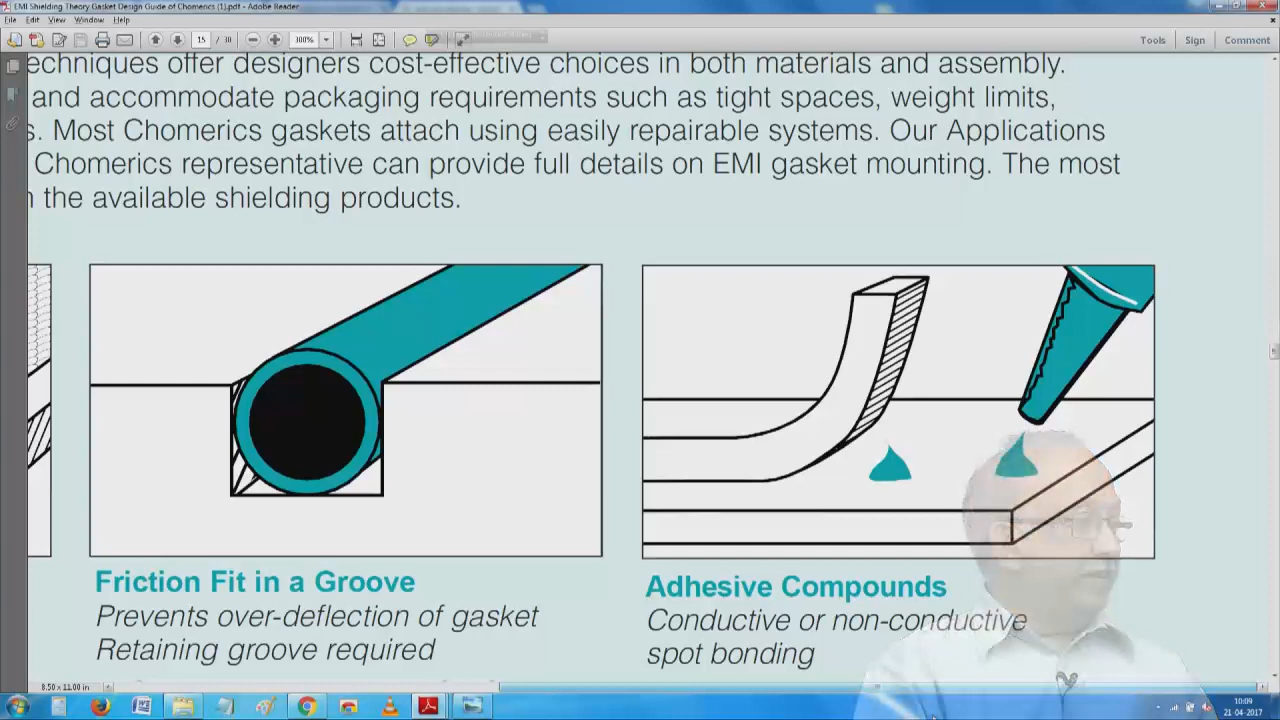 EMI Shielding Theory Gasket Design Guide of Chomerics (1).pdf - Adobe Reader
File Edit View Window Help
15 / 30 100% Tools Sign Comment
echniques offer designers cost-effective choices in both materials and assembly.
and accommodate packaging requirements such as tight spaces, weight limits,
s. Most Chomerics gaskets attach using easily repairable systems. Our Applications
Chomerics representative can provide full details on EMI gasket mounting. The most
the available shielding products.
Friction Fit in a Groove
Prevents over-deflection of gasket
Retaining groove required
Adhesive Compounds
Conductive or non-conductive
spot bonding
8.50 x 11.00 in
10:09
21-04-2017